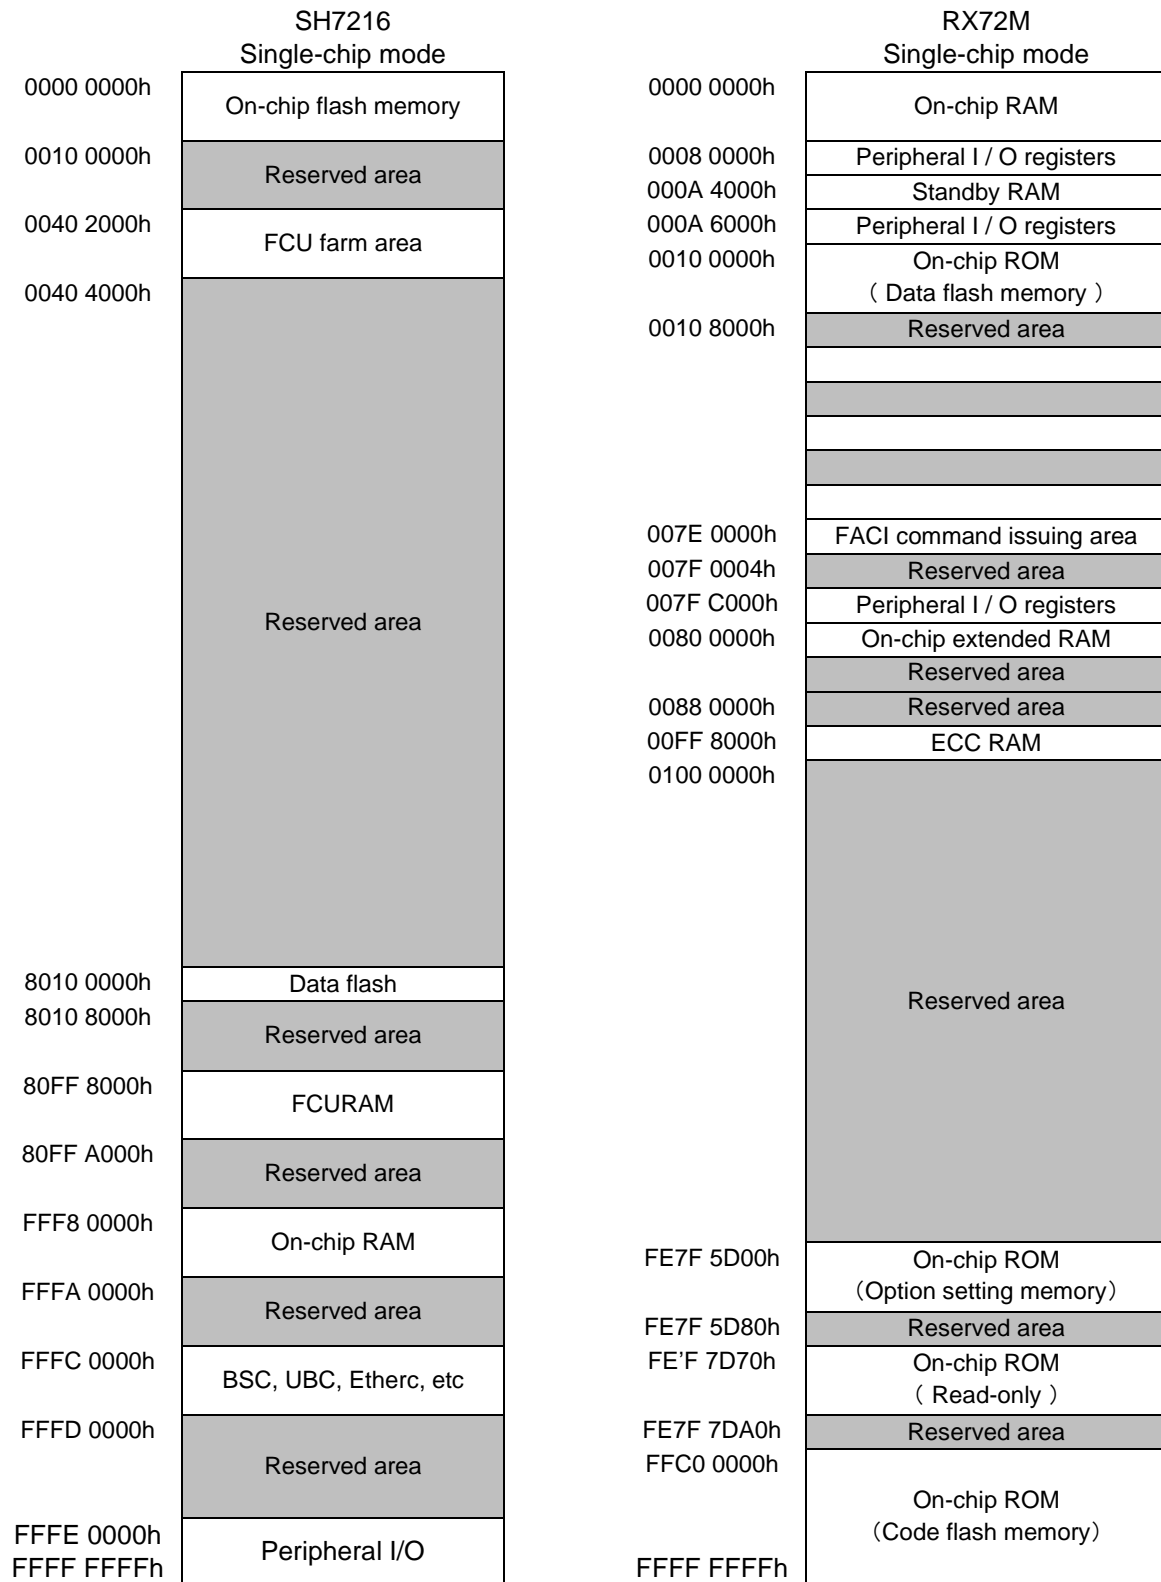 SH7216
Single-chip mode
0000 0000h
On-chip flash memory
0010 0000h
Reserved area
0040 2000h
FCU farm area
0040 4000h
Reserved area
8010 0000h
Data flash
8010 8000h
Reserved area
80FF 8000h
FCURAM
80FF A000h
Reserved area
FFF8 0000h
On-chip RAM
FFFA 0000h
Reserved area
FFFC 0000h
BSC, UBC, Etherc, etc
FFFD 0000h
Reserved area
FFFE 0000h
Peripheral I/O
FFFF FFFFh
RX72M
Single-chip mode
0000 0000h
On-chip RAM
0008 0000h
Peripheral I / O registers
000A 4000h
Standby RAM
000A 6000h
Peripheral I / O registers
0010 0000h
On-chip ROM
( Data flash memory )
0010 8000h
Reserved area
007E 0000h
FACI command issuing area
007F 0004h
Reserved area
007F C000h
Peripheral I / O registers
0080 0000h
On-chip extended RAM
Reserved area
0088 0000h
Reserved area
00FF 8000h
ECC RAM
0100 0000h
Reserved area
FE7F 5D00h
On-chip ROM
（Option setting memory）
FE7F 5D80h
Reserved area
FE’F 7D70h
On-chip ROM
( Read-only )
FE7F 7DA0h
Reserved area
FFC0 0000h
On-chip ROM
（Code flash memory）
FFFF FFFFh